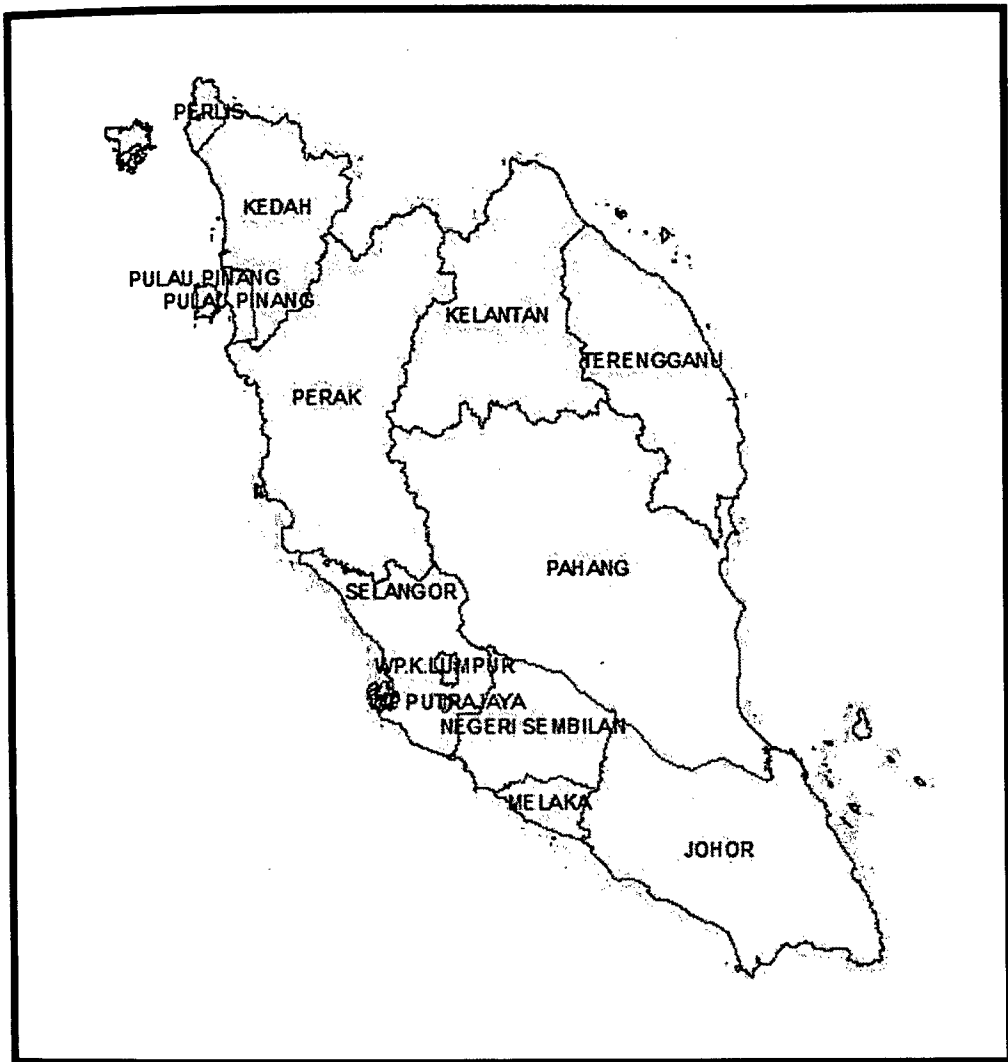 PERLIS
KEDAH
PULAU PINANG
PULAU PINANG
KELANTAN
TERENGGANU
PERAK
PAHANG
SELANGOR
WP.K.LUMPUR
PUTRAJAYA
NEGERI SEMBILAN
MELAKA
JOHOR